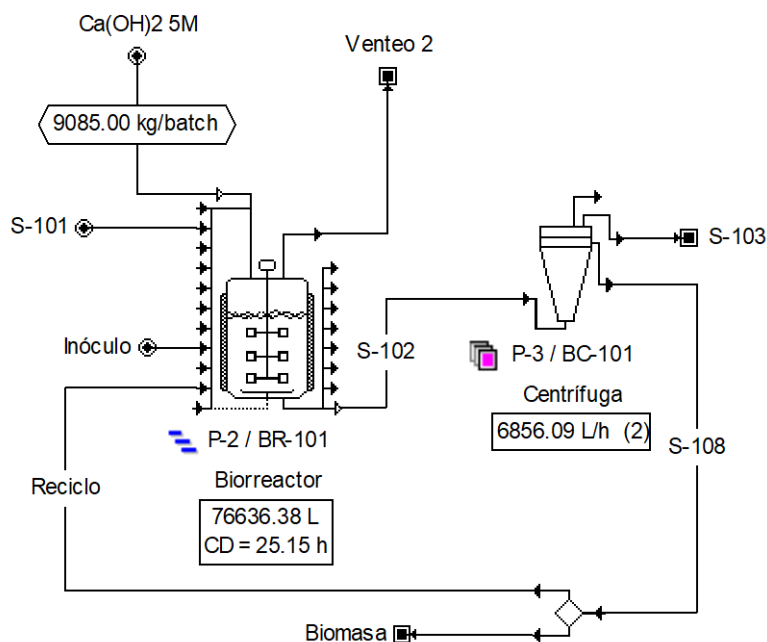 Ca(OH)2 5M
Venteo 2
9085.00 kg/batch
S-101
S-103
Inóculo
S-102
P-3 / BC-101
Centrífuga
6856.09 L/h (2)
P-2 / BR-101
S-108
Reciclo
Biorreactor
76636.38 L
CD = 25.15 h
Biomasa